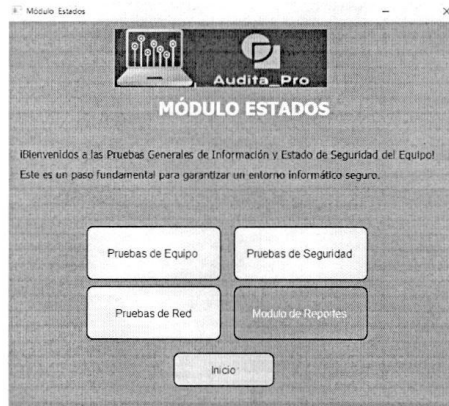 Módulo Estados
Audita_Pro
MÓDULO ESTADOS
¡Bienvenidos a las Pruebas Generales de Información y Estado de Seguridad del Equipo!
Este es un paso fundamental para garantizar un entorno informático seguro.
Pruebas de Equipo
Pruebas de Seguridad
Pruebas de Red
Modulo de Reportes
Inicio